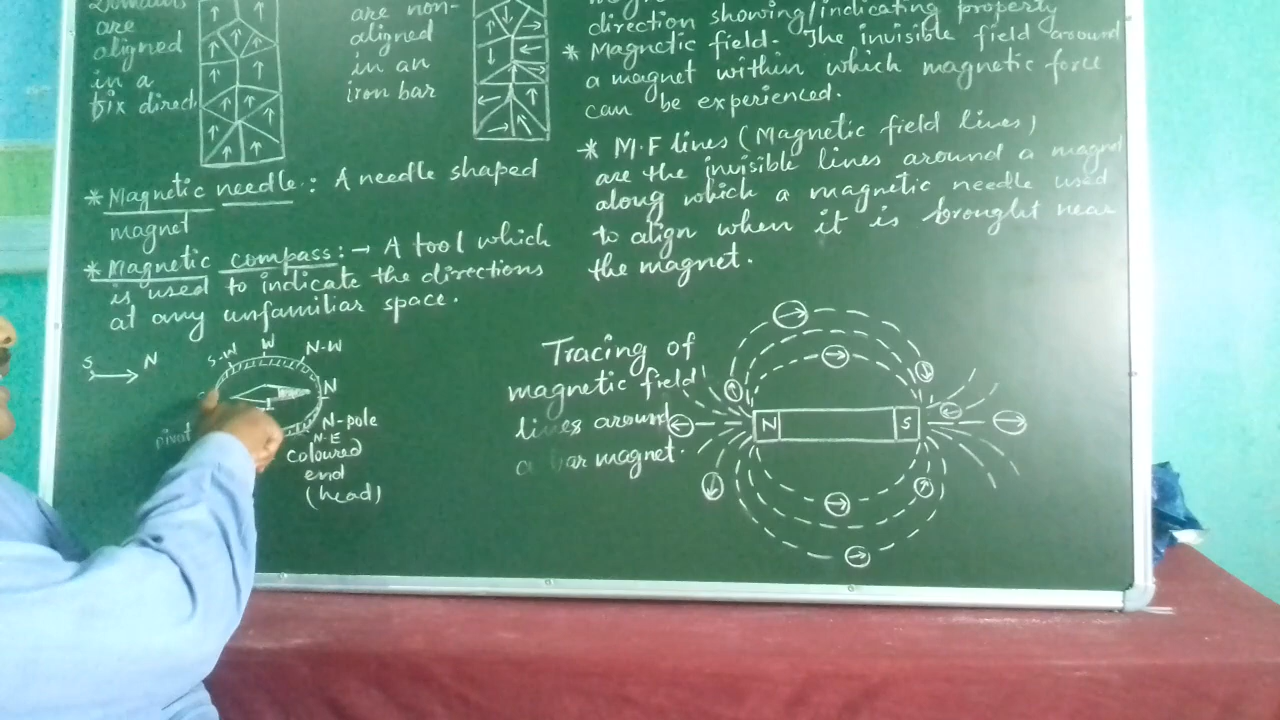 Domains
are
aligned
in a
fix direct
are non-
aligned
in an
iron bar
* Magnetic needle : A needle shaped
magnet
* Magnetic compass :→ A tool which
is used to indicate the directions
at any unfamiliar space.
S → N
S-W W N-W
N
N-pole
N-E
pivot
coloured
end
(head)
direction showing/indicating property
* Magnetic field - The invisible field around
a magnet within which magnetic force
can be experienced.
* M.F lines (Magnetic field lines)
are the invisible lines around a magnet
along which a magnetic needle used
to align when it is brought near
the magnet.
Tracing of
magnetic field
lines around
a bar magnet.
N S